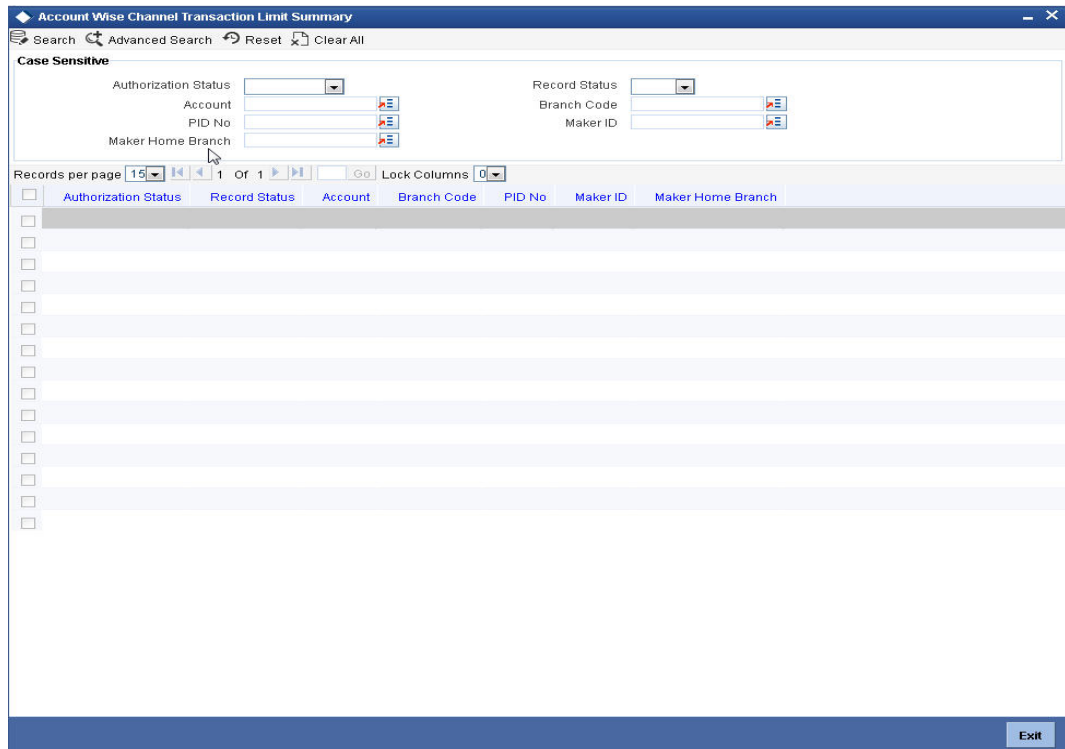 Account Wise Channel Transaction Limit Summary
Search Advanced Search Reset Clear All
Case Sensitive
Authorization Status Record Status
Account Branch Code
PID No Maker ID
Maker Home Branch
Records per page 15 1 Of 1 Go Lock Columns 0
Authorization Status Record Status Account Branch Code PID No Maker ID Maker Home Branch
Exit